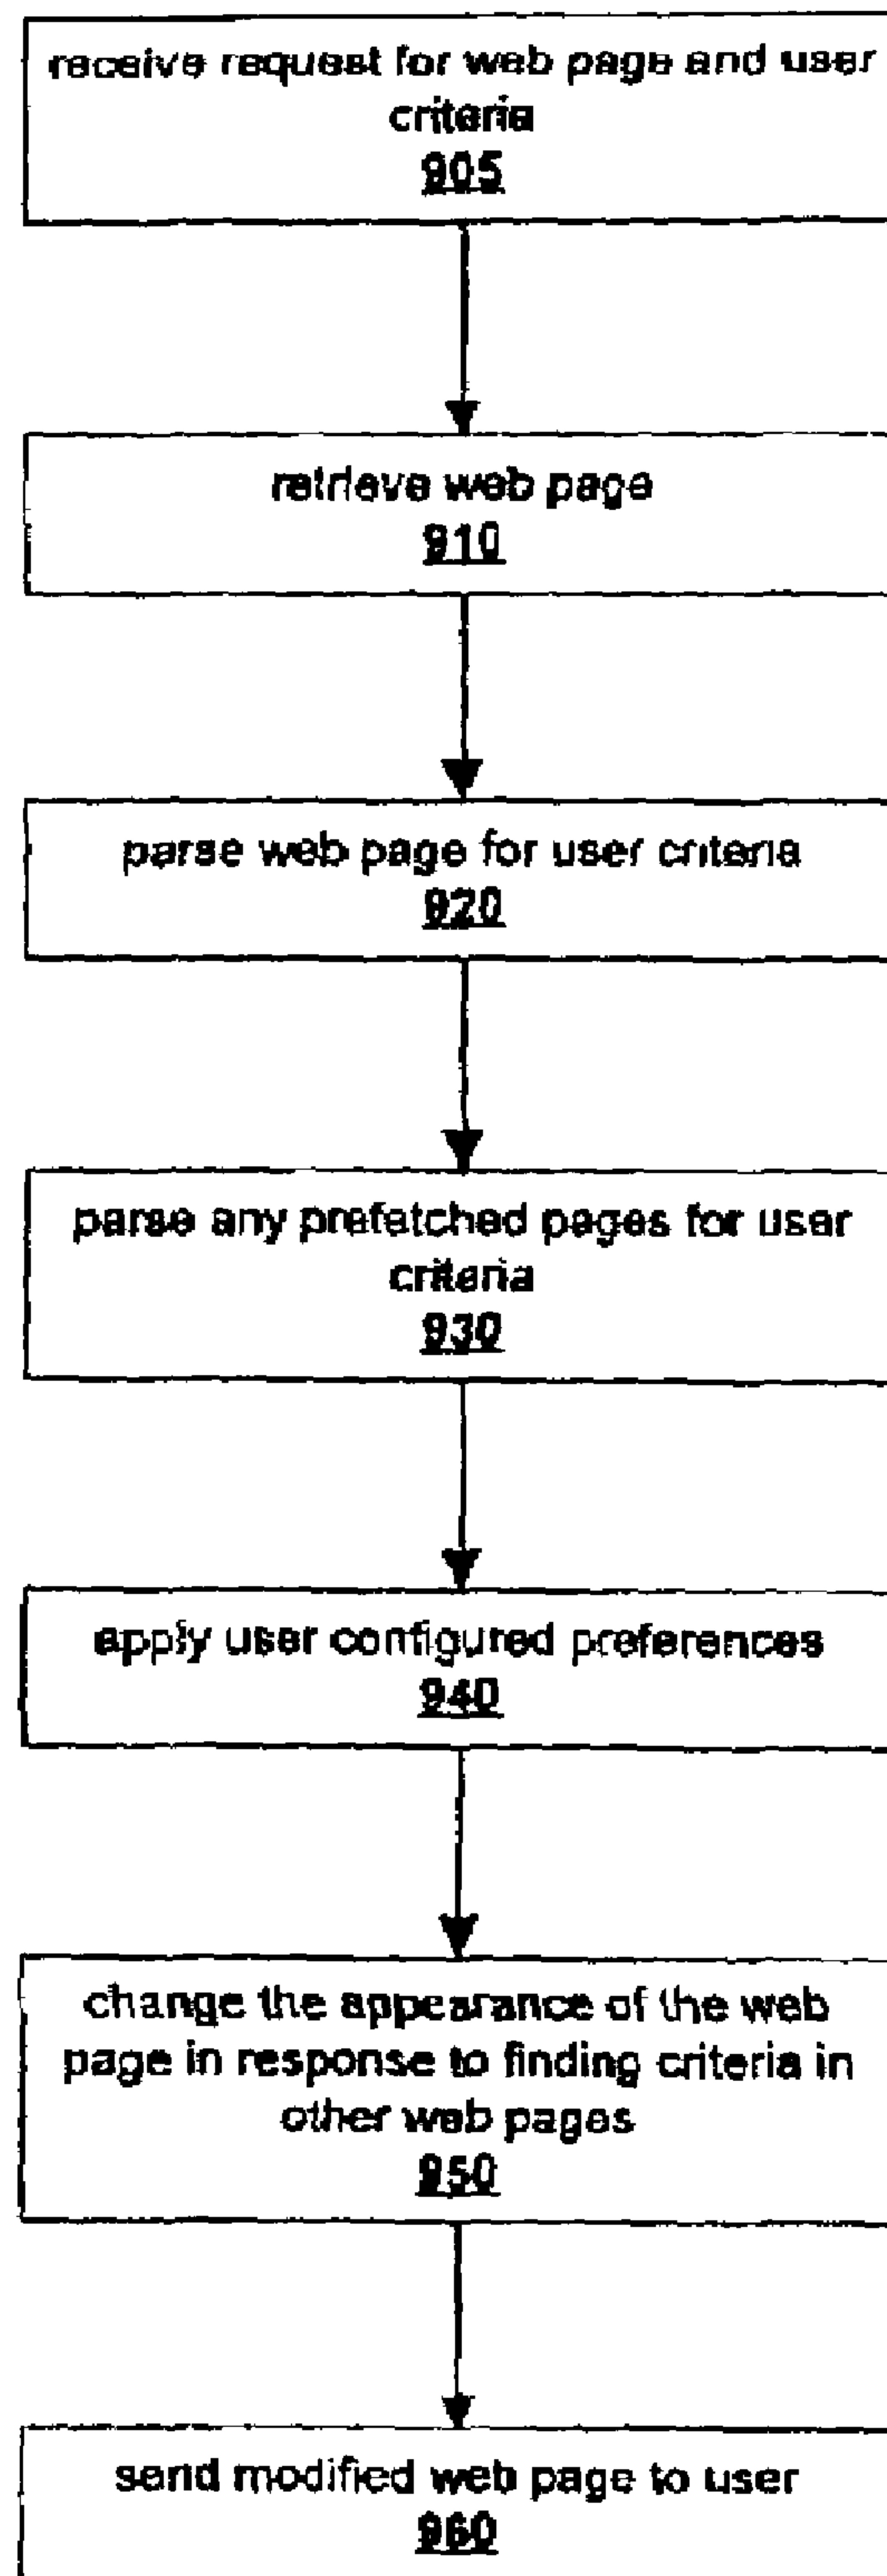 receive request for web page and user
criteria
905
retrieve web page
910
parse web page for user criteria
920
parse any prefetched pages for user
criteria
930
apply user configured preferences
940
change the appearance of the web
page in response to finding criteria in
other web pages
950
send modified web page to user
960